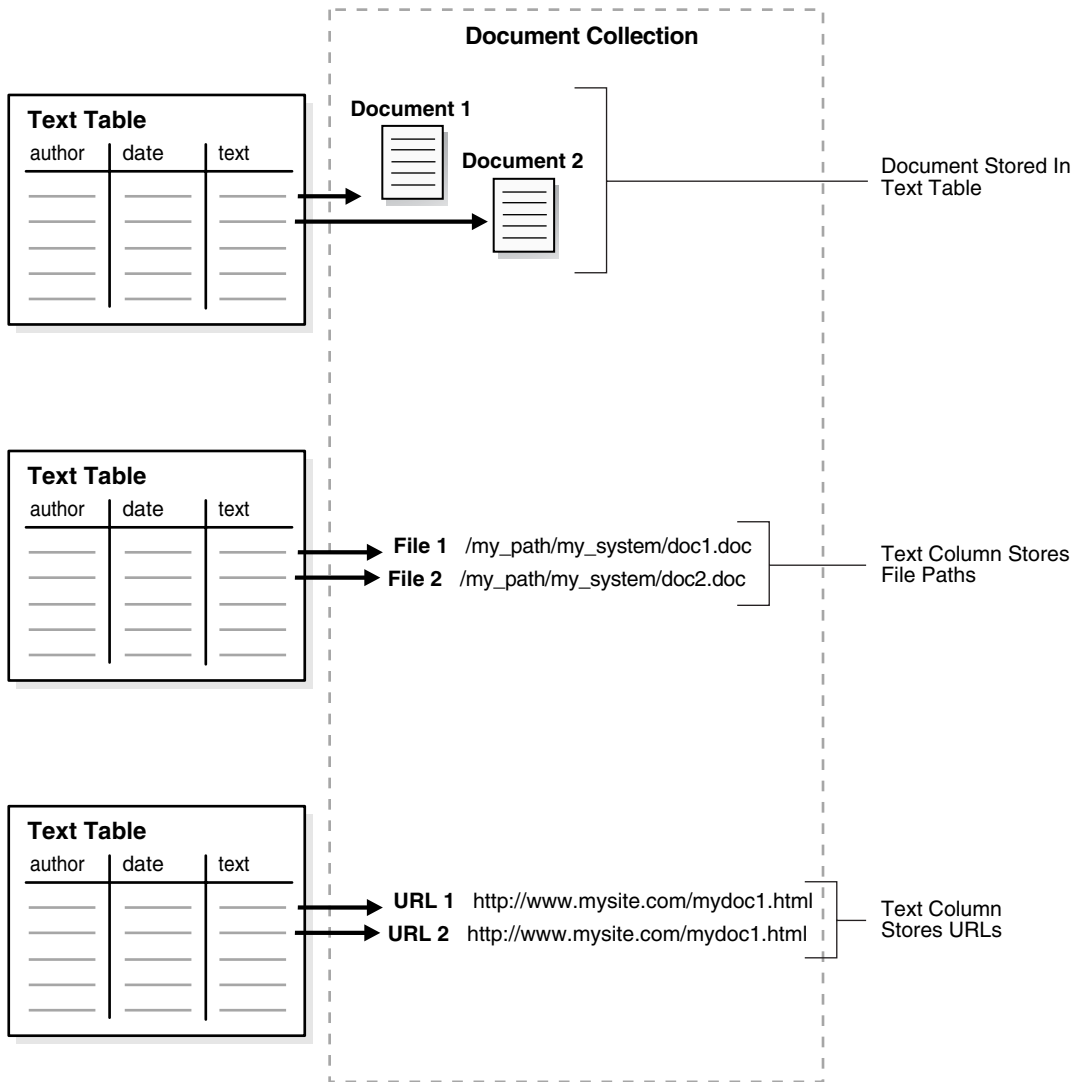 Document Collection
Text Table
author date text
Document 1
Document 2
Document Stored In
Text Table
Text Table
author date text
File 1 /my_path/my_system/doc1.doc
File 2 /my_path/my_system/doc2.doc
Text Column Stores
File Paths
Text Table
author date text
URL 1 http://www.mysite.com/mydoc1.html
URL 2 http://www.mysite.com/mydoc1.html
Text Column
Stores URLs